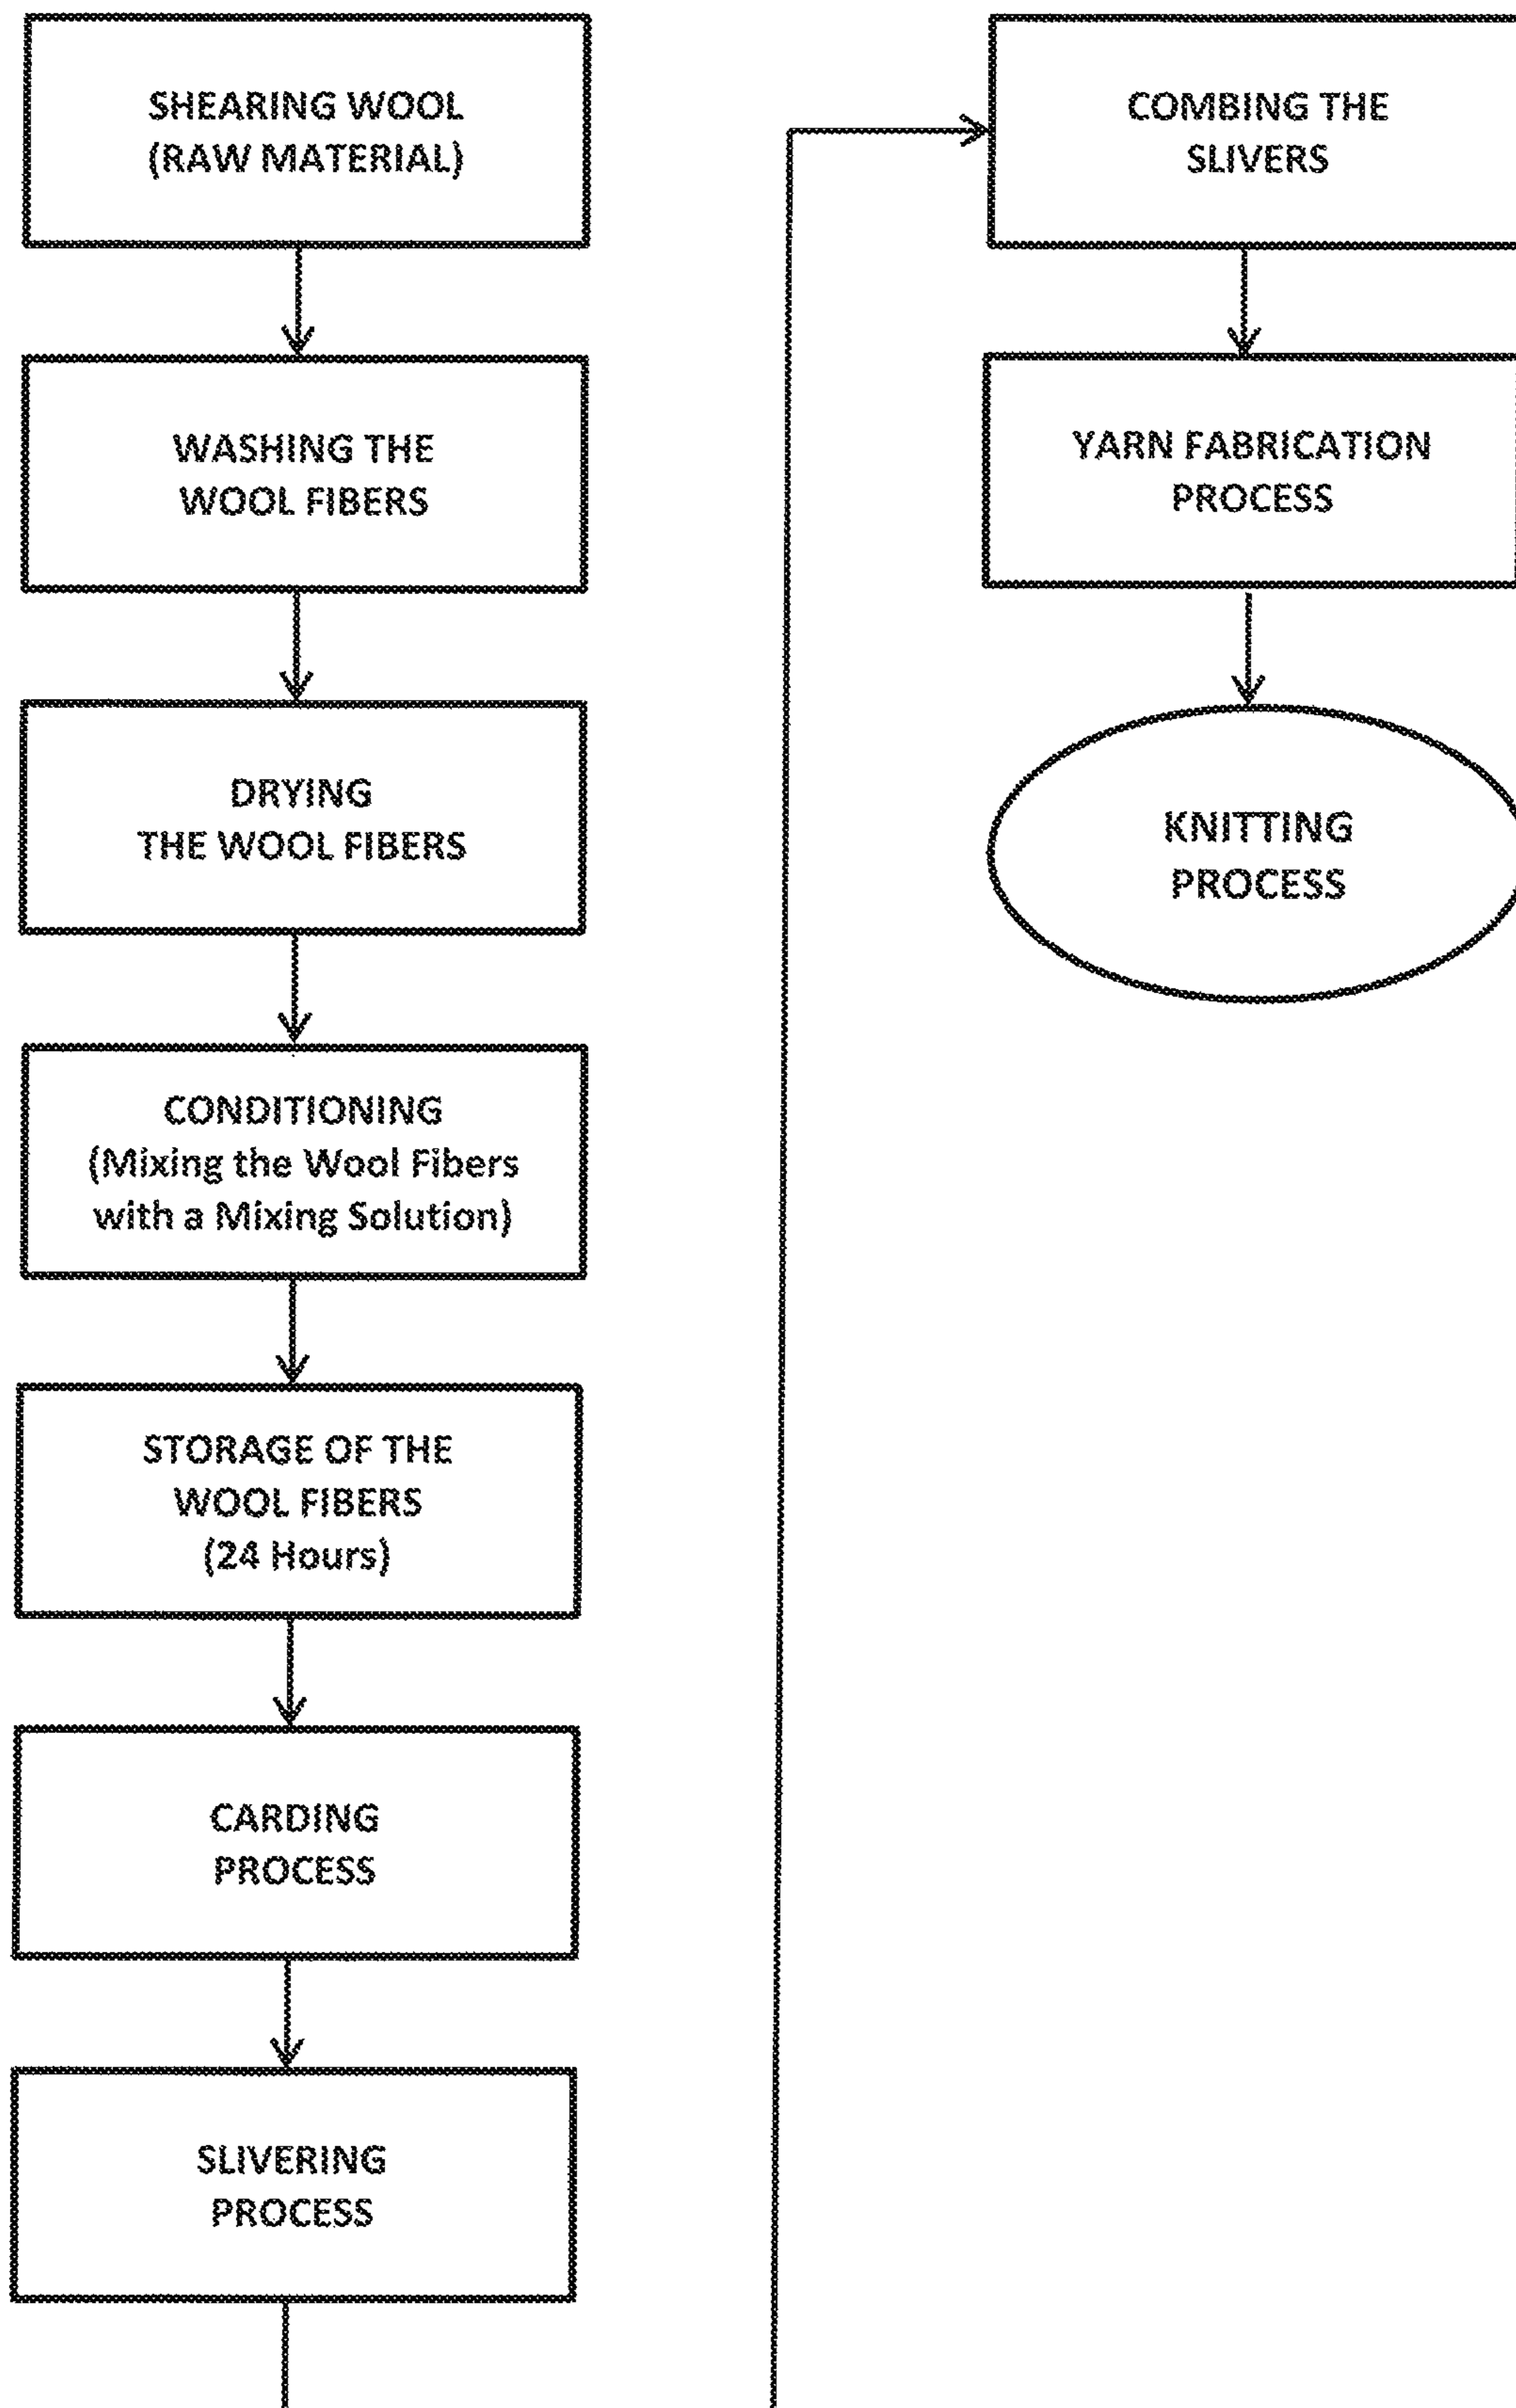 SHEARING WOOL
(RAW MATERIAL)
WASHING THE
WOOL FIBERS
DRYING
THE WOOL FIBERS
CONDITIONING
(Mixing the Wool Fibers
with a Mixing Solution)
STORAGE OF THE
WOOL FIBERS
(24 Hours)
CARDING
PROCESS
SLIVERING
PROCESS
COMBING THE
SLIVERS
YARN FABRICATION
PROCESS
KNITTING
PROCESS